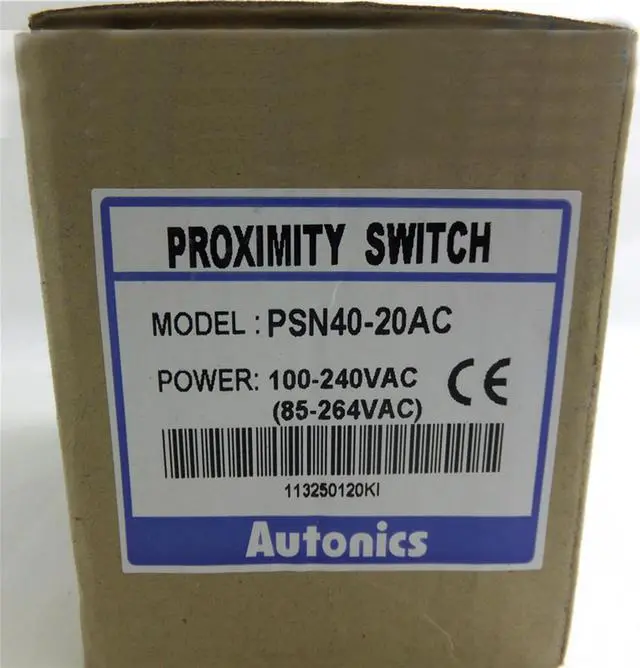 PROXIMITY SWITCH
MODEL : PSN40-20AC
POWER: 100-240VAC CE
(85-264VAC)
113250120KI
Autonics